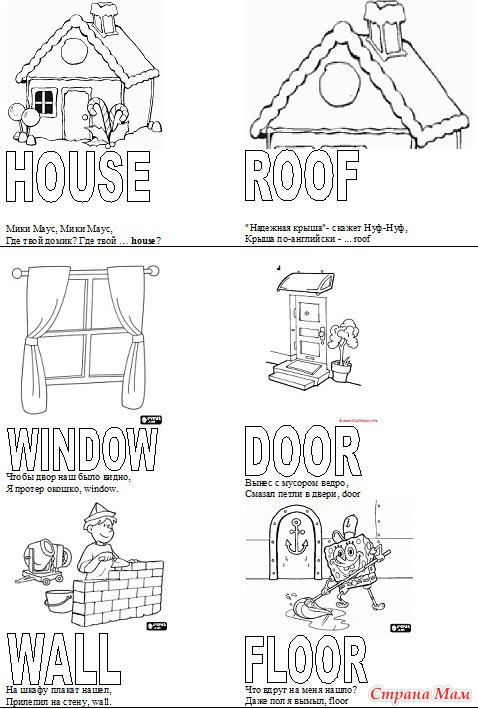 HOUSE
Мики Маус, Мики Маус,
Где твой домик? Где твой … house?
ROOF
"Надежная крыша"- скажет Нуф-Нуф,
Крыша по-английски - ... roof
WINDOW
Чтобы двор наш было видно,
Я протер окошко, window.
DOOR
Вынес с мусором ведро,
Смазал петли в двери, door
WALL
На шкафу плакат нашел,
Прилепил на стену, wall.
FLOOR
Что вдруг на меня нашло?
Даже пол я вымыл, floor
Страна Мам